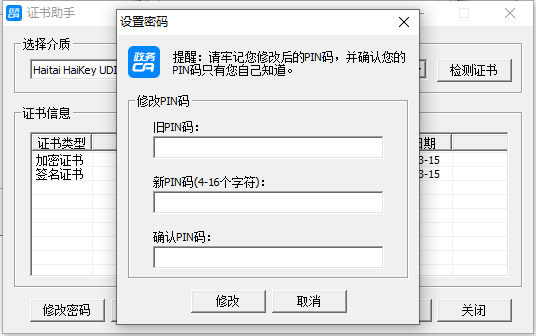 证书助手
设置密码
选择介质
政务
CA
提醒：请牢记您修改后的PIN码，并确认您的
PIN码只有您自己知道。
Haitai HaiKey UDI
检测证书
修改PIN码
证书信息
旧PIN码：
证书类型
日期
加密证书
3-15
签名证书
3-15
新PIN码(4-16个字符)：
确认PIN码：
修改
取消
修改密码
关闭